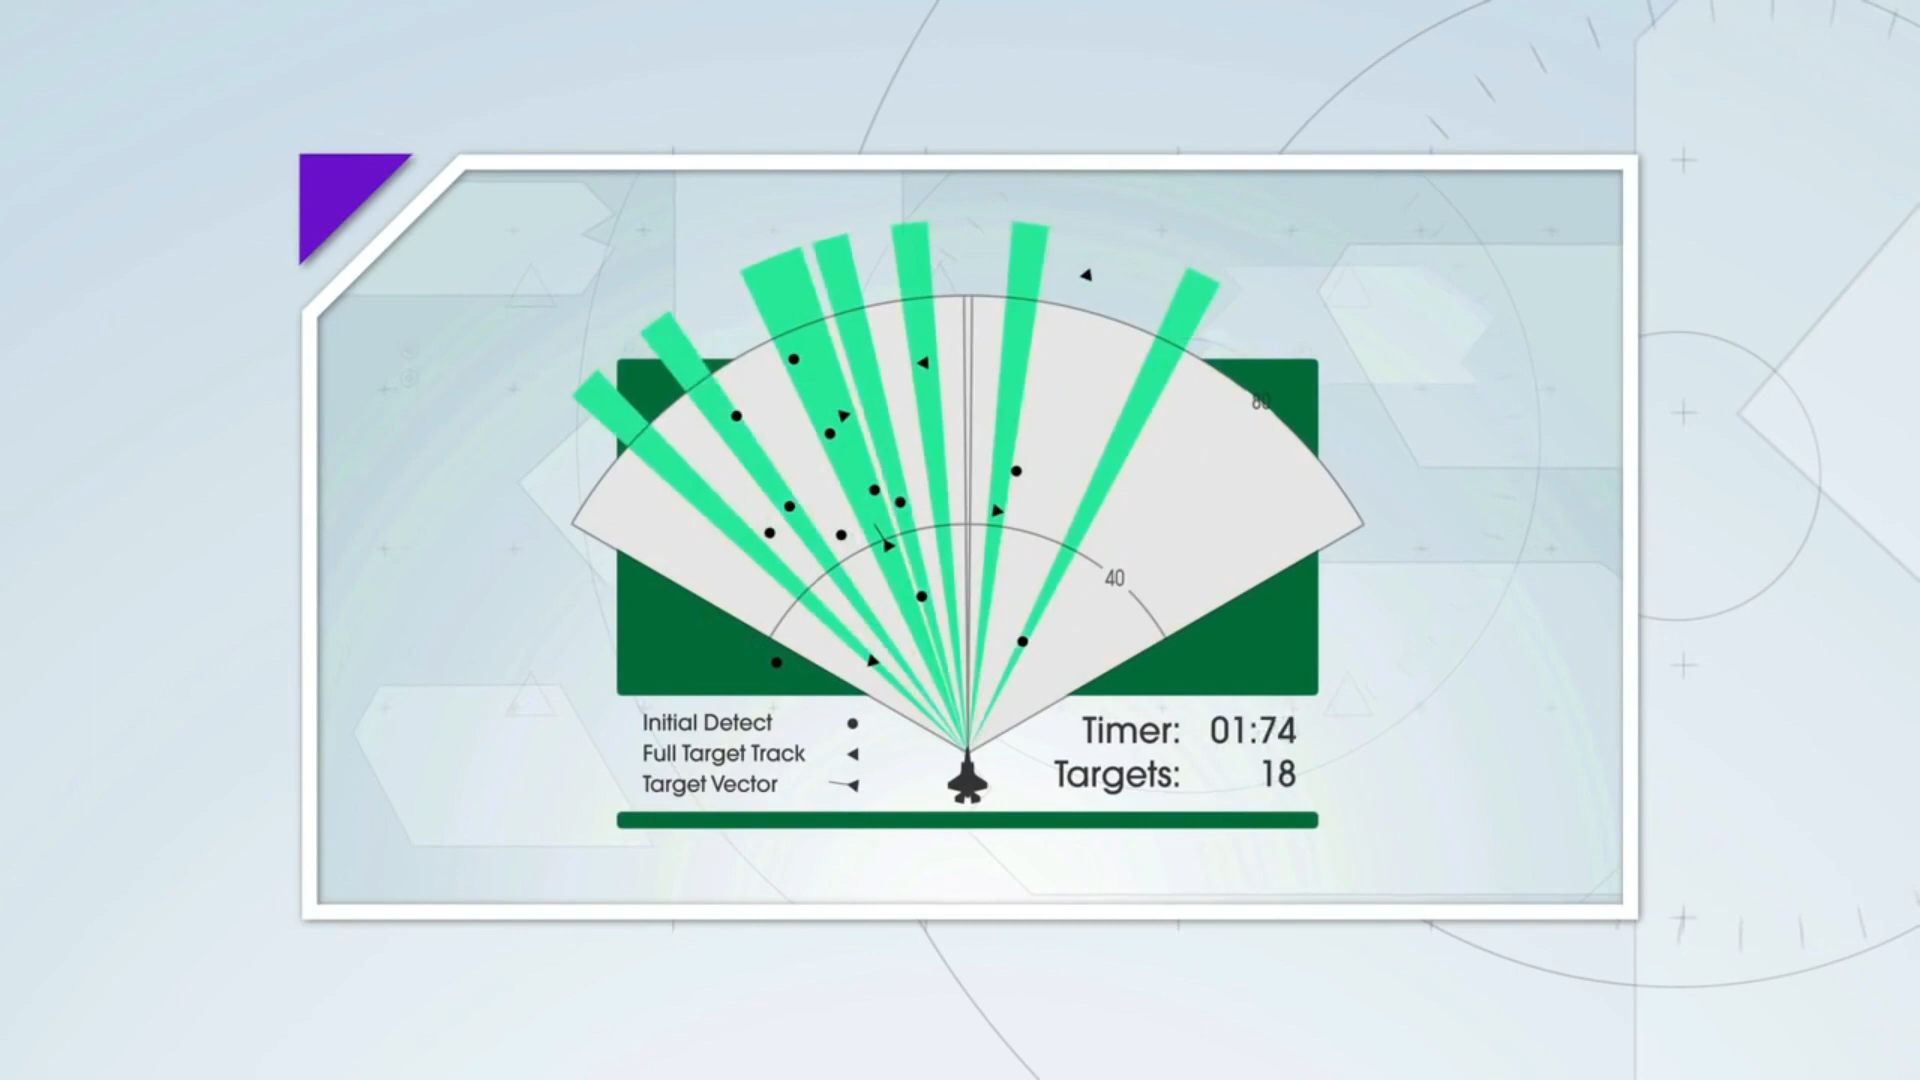 80
40
Initial Detect
Full Target Track
Target Vector
Timer: 01:74
Targets: 18